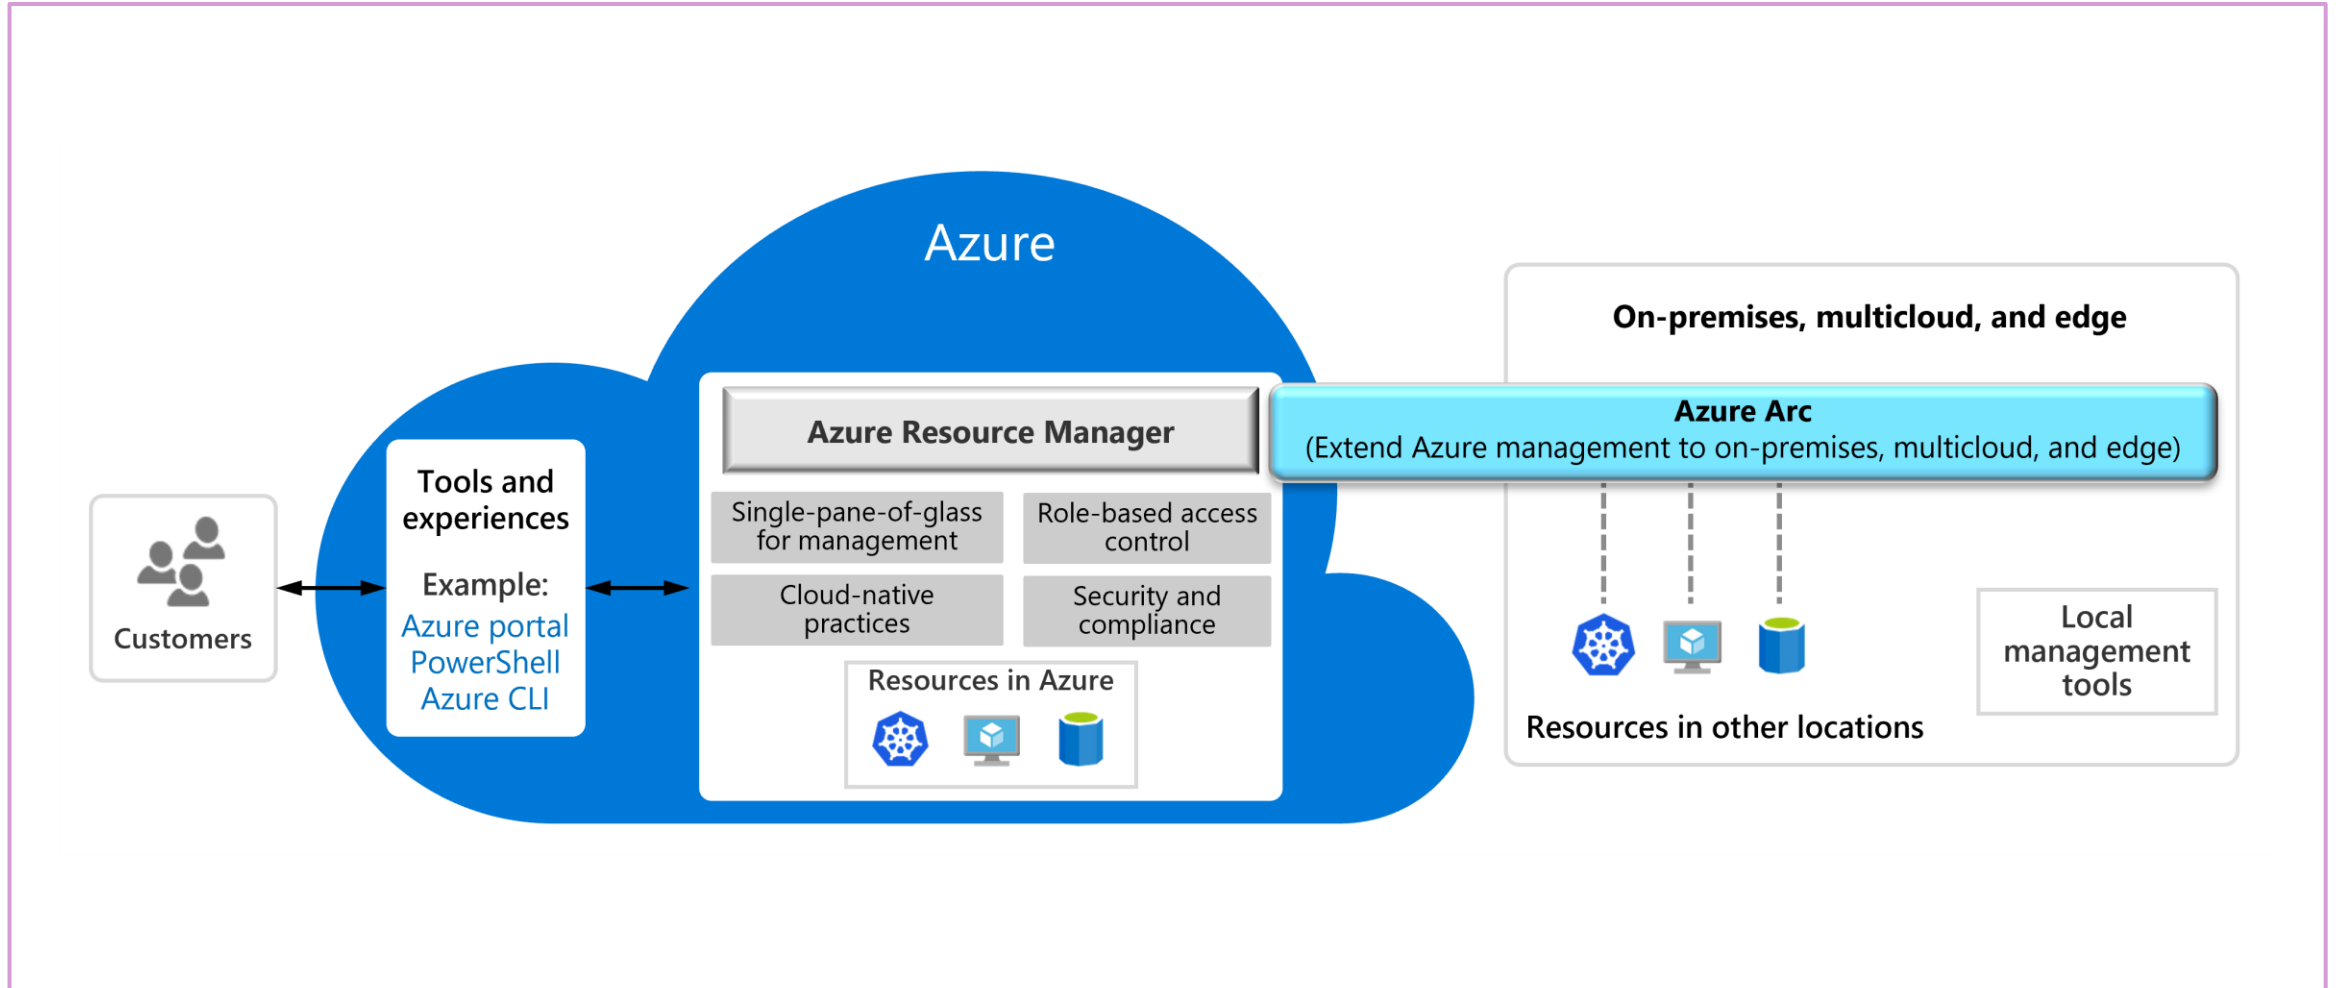 Azure
On-premises, multicloud, and edge
Azure Resource Manager
Azure Arc
(Extend Azure management to on-premises, multicloud, and edge)
Tools and
experiences
Example:
Azure portal
PowerShell
Azure CLI
Customers
Single-pane-of-glass
for management
Role-based access
control
Cloud-native
practices
Security and
compliance
Resources in Azure
Local
management
tools
Resources in other locations